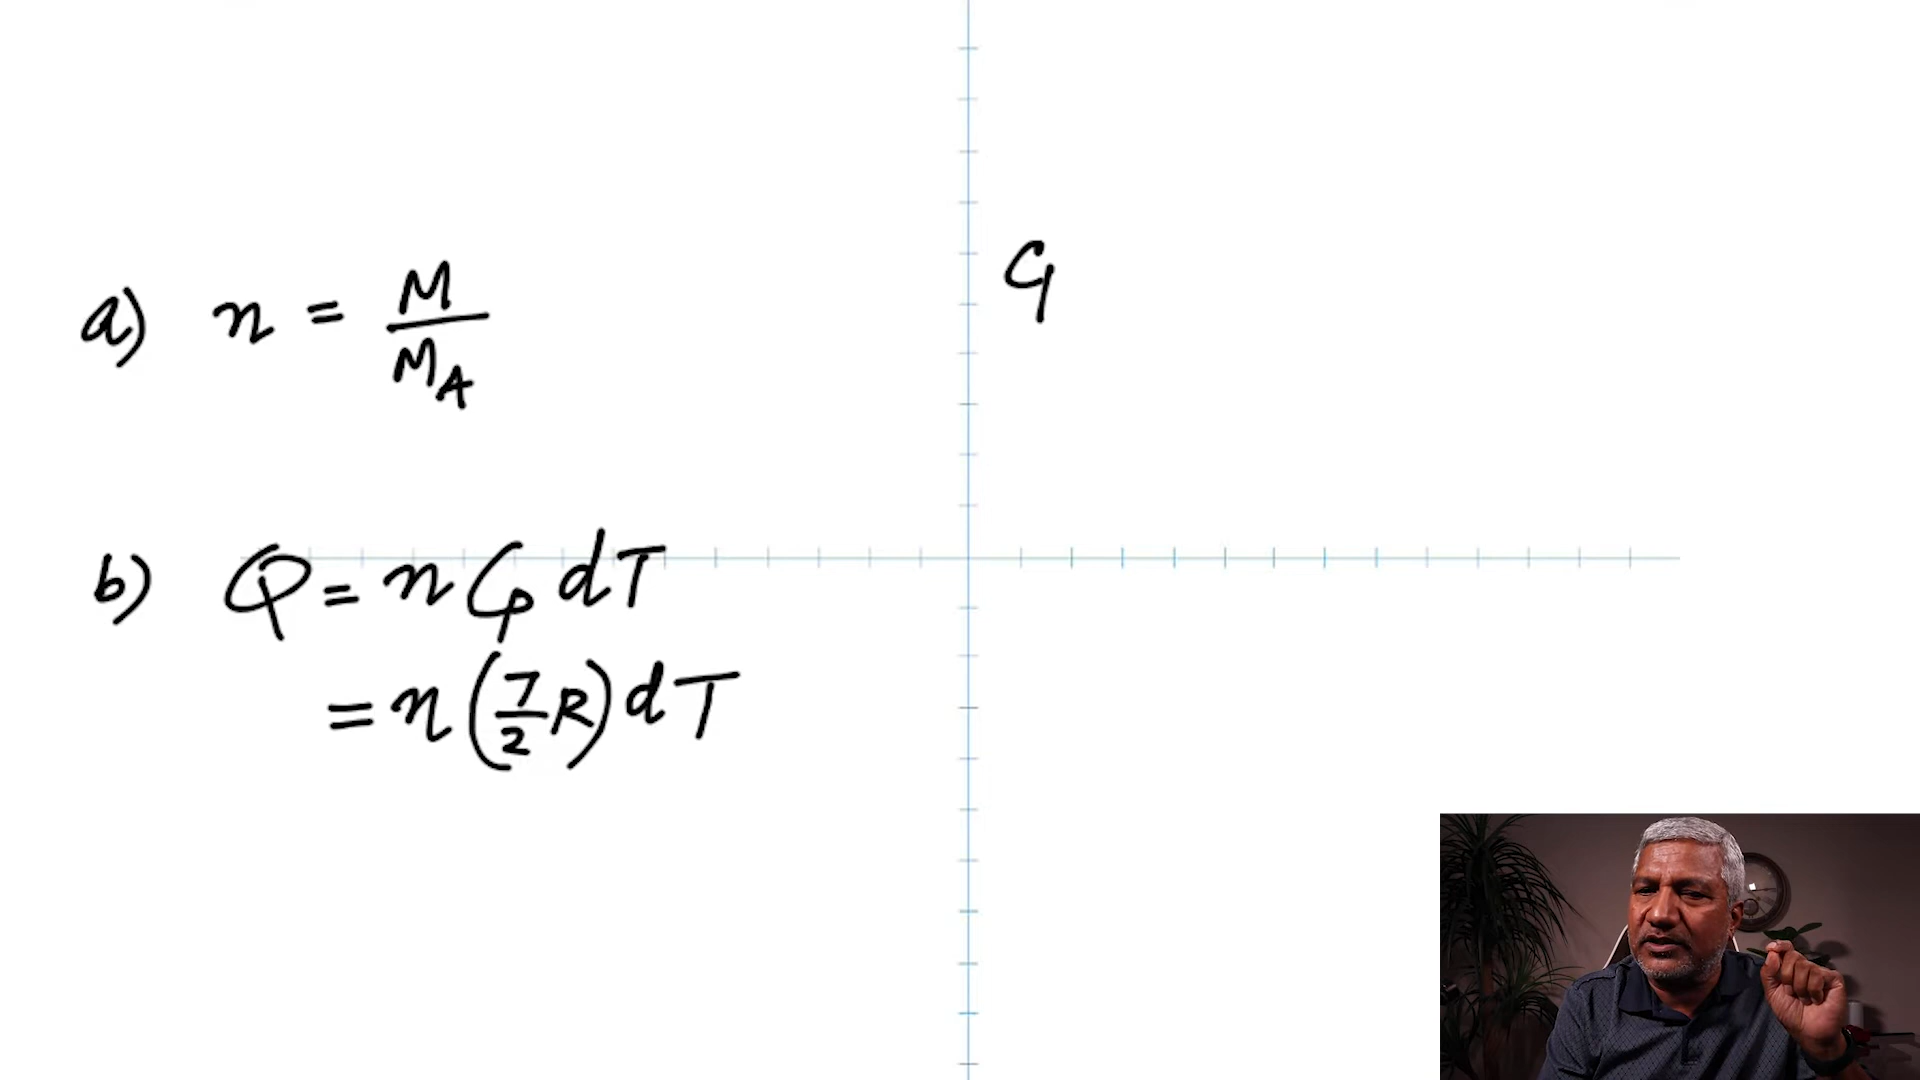 a) n = M/M_A
b) Q = n C_P dT
= n (7/2 R) dT